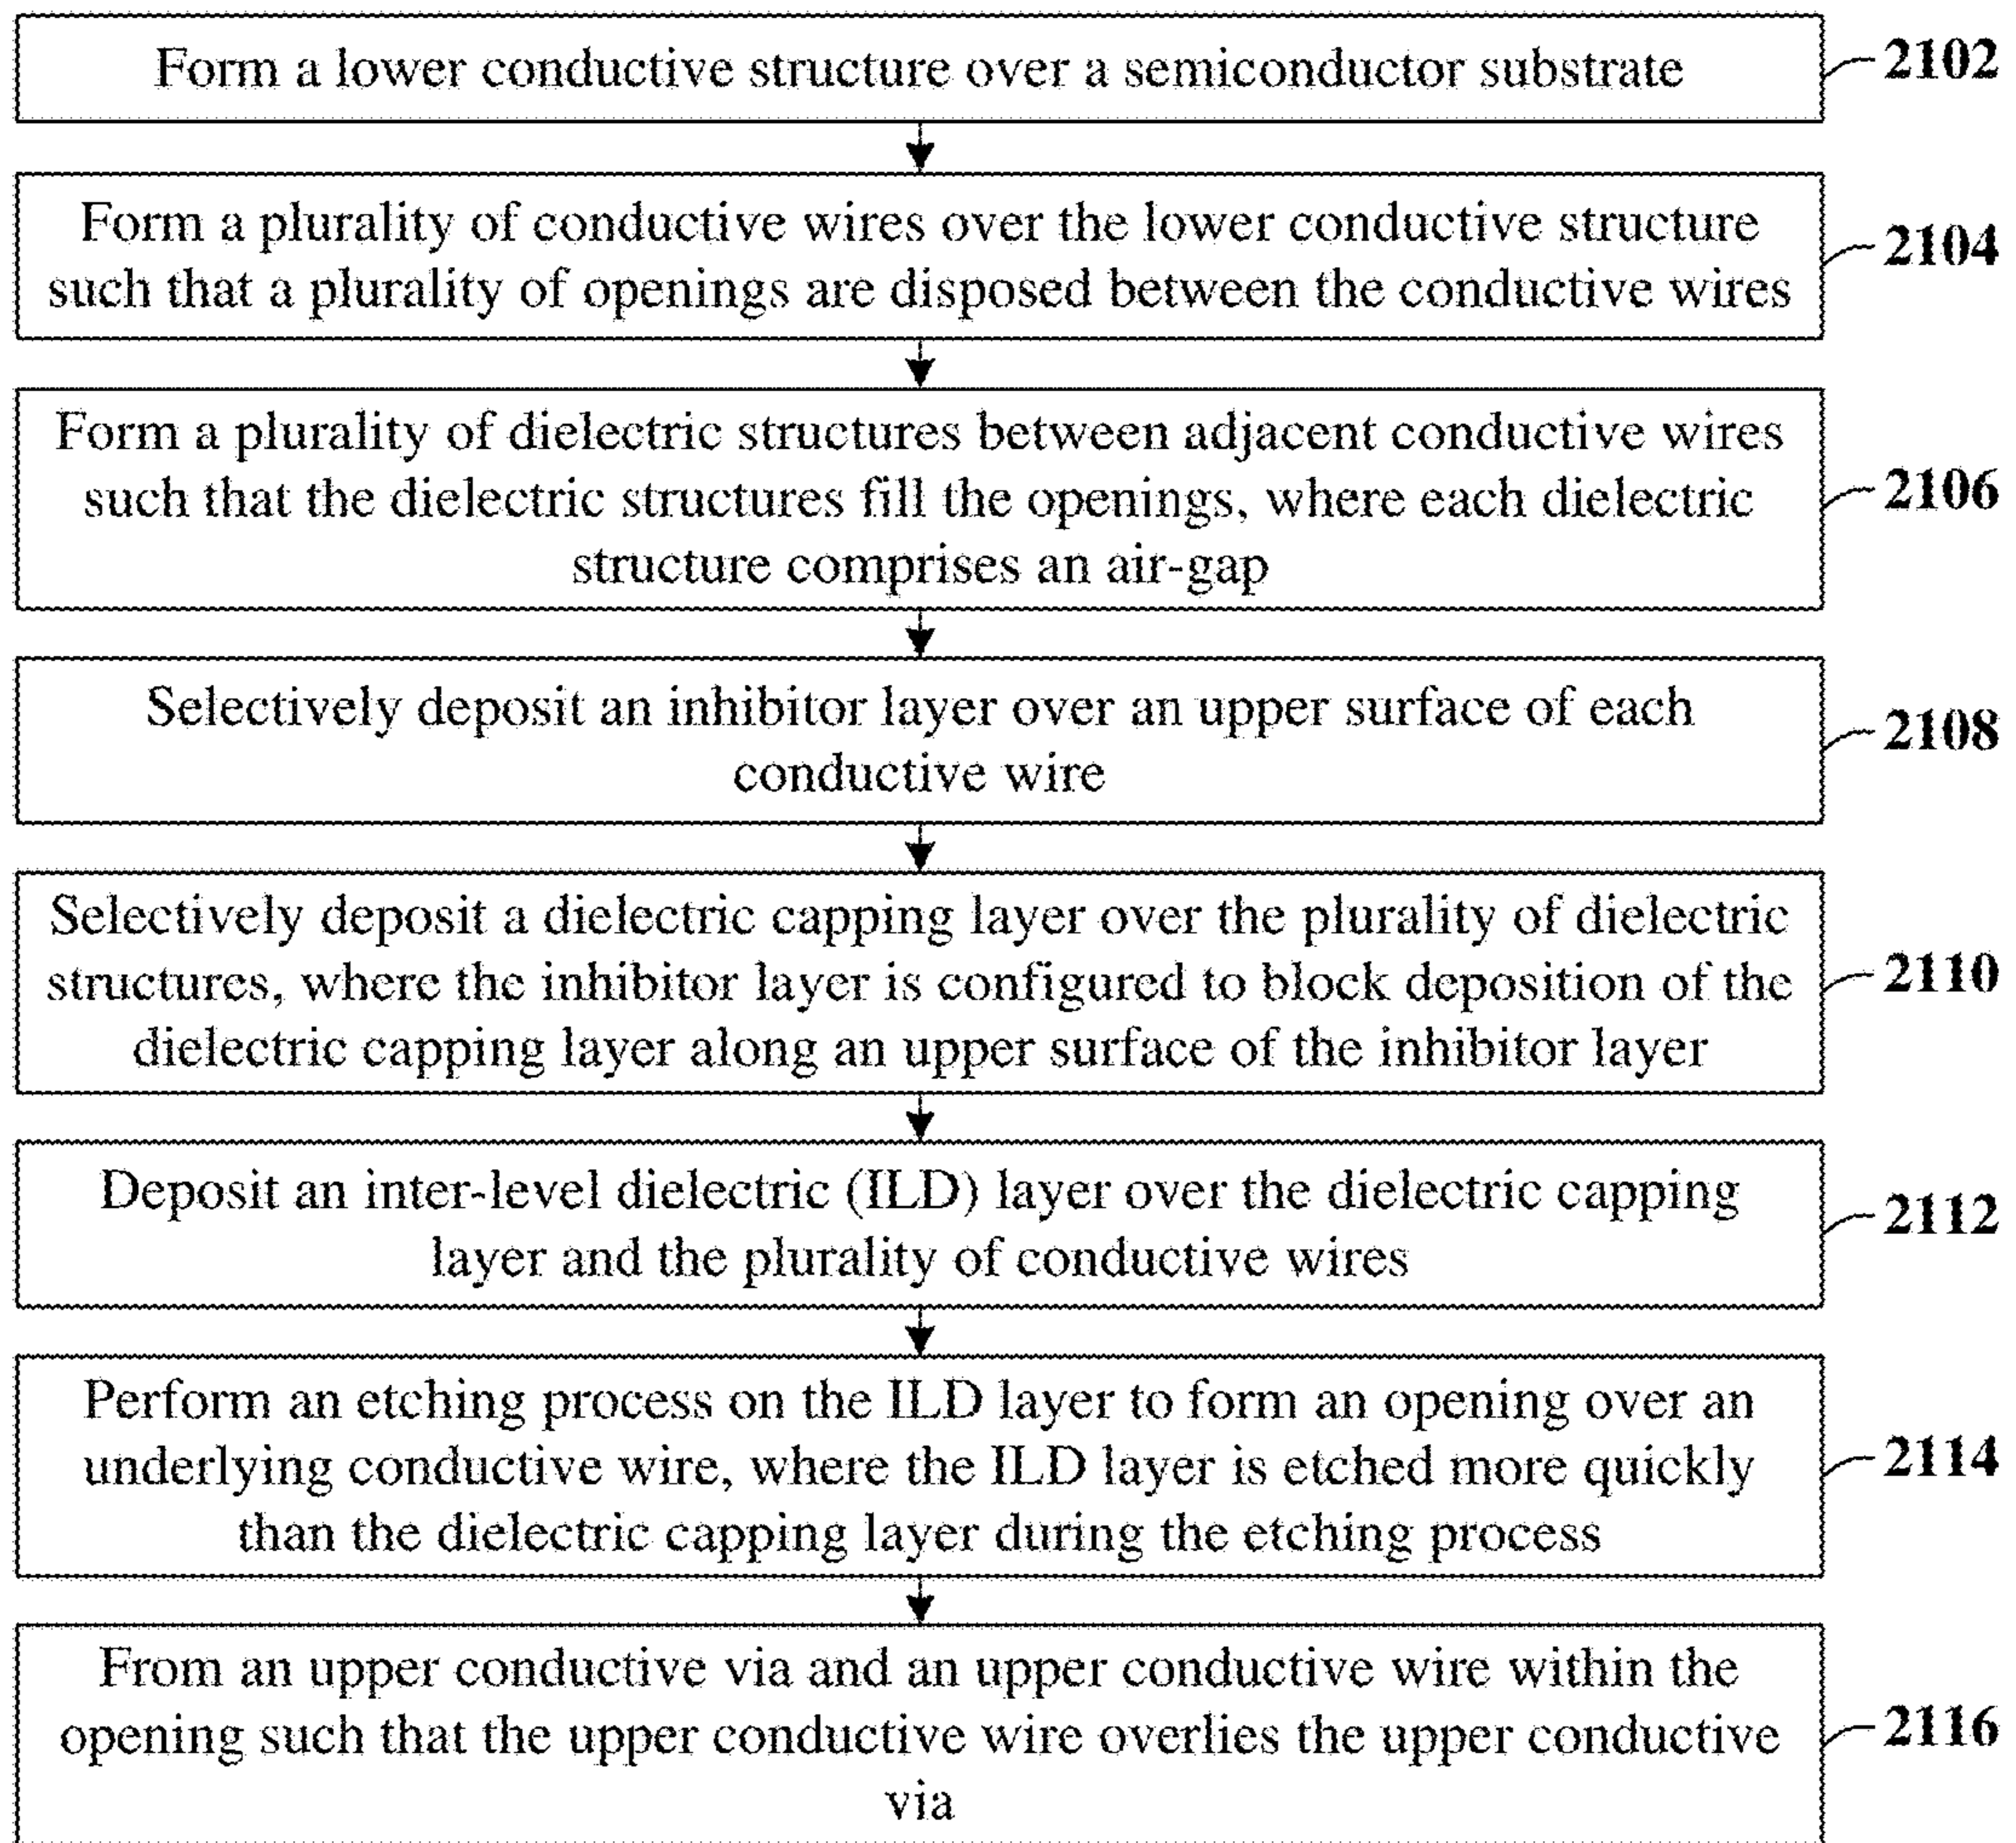 Form a lower conductive structure over a semiconductor substrate
2102
Form a plurality of conductive wires over the lower conductive structure
such that a plurality of openings are disposed between the conductive wires
2104
Form a plurality of dielectric structures between adjacent conductive wires
such that the dielectric structures fill the openings, where each dielectric
structure comprises an air-gap
2106
Selectively deposit an inhibitor layer over an upper surface of each
conductive wire
2108
Selectively deposit a dielectric capping layer over the plurality of dielectric
structures, where the inhibitor layer is configured to block deposition of the
dielectric capping layer along an upper surface of the inhibitor layer
2110
Deposit an inter-level dielectric (ILD) layer over the dielectric capping
layer and the plurality of conductive wires
2112
Perform an etching process on the ILD layer to form an opening over an
underlying conductive wire, where the ILD layer is etched more quickly
than the dielectric capping layer during the etching process
2114
From an upper conductive via and an upper conductive wire within the
opening such that the upper conductive wire overlies the upper conductive
via
2116